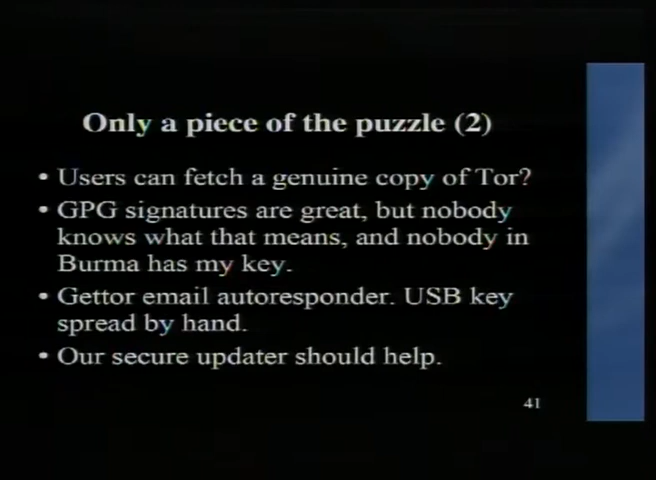 Only a piece of the puzzle (2)
• Users can fetch a genuine copy of Tor?
• GPG signatures are great, but nobody
knows what that means, and nobody in
Burma has my key.
• Gettor email autoresponder. USB key
spread by hand.
• Our secure updater should help.
41